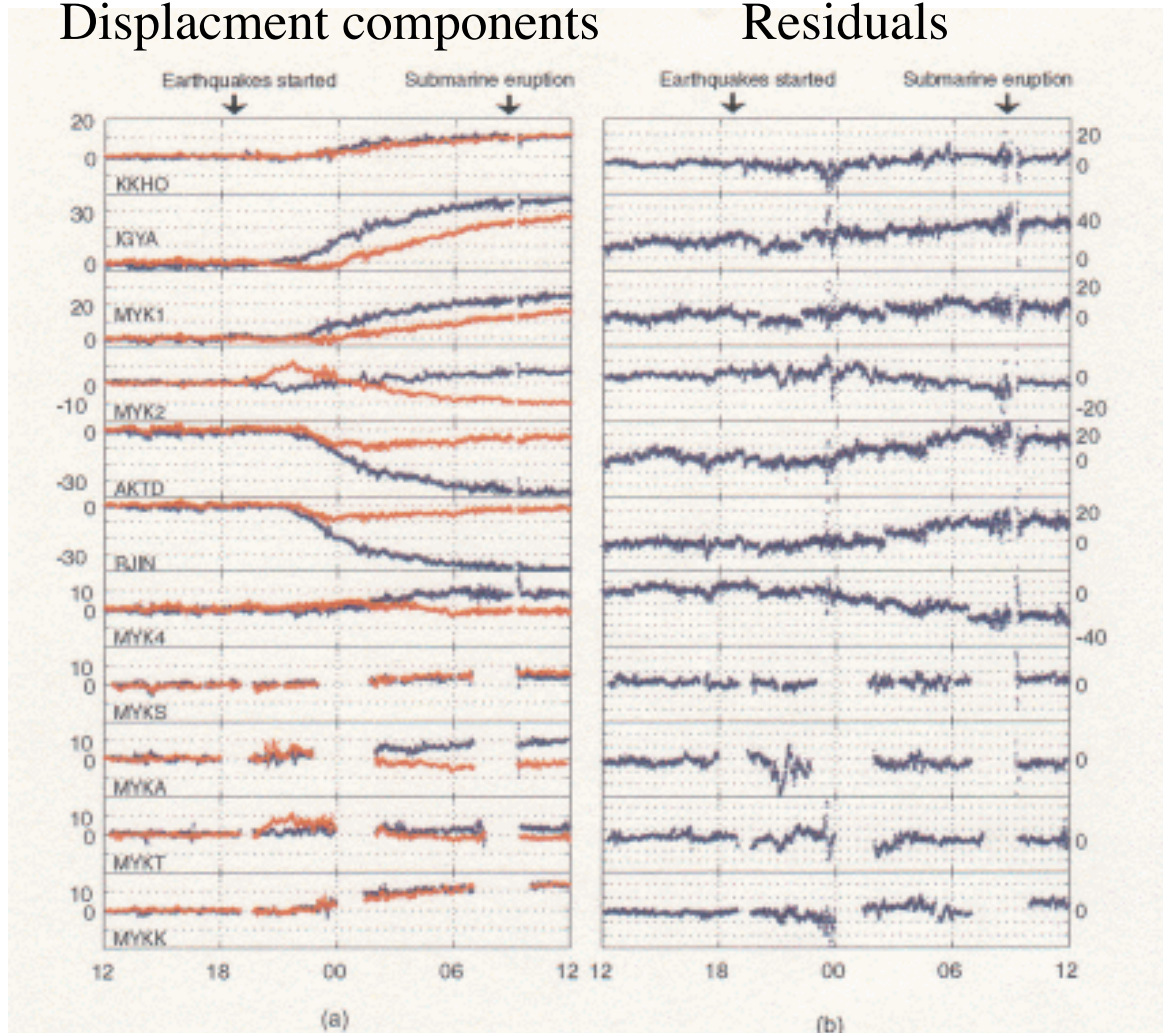 Displacment components
Residuals
Earthquakes started
Submarine eruption
Earthquakes started
Submarine eruption
20
0
KKHO
20
0
30
IGYA
0
40
0
20
MYK1
0
20
0
0
-10
MYK2
0
-20
0
-30
AKTD
20
0
0
-30
RJIN
20
0
10
0
MYK4
0
-40
10
0
MYKS
0
10
0
MYKA
0
10
0
MYKT
0
10
0
MYKK
0
12 18 00 06 12
12 18 00 06 12
(a)
(b)